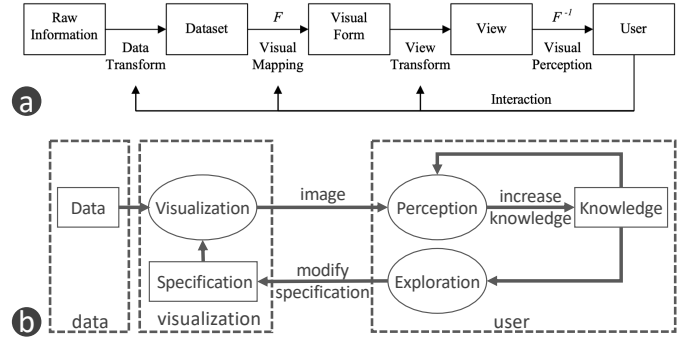 Raw
Information
Data
Transform
Dataset
F
Visual
Mapping
Visual
Form
View
Transform
View
F⁻¹
Visual
Perception
User
Interaction
a
Data
Visualization
image
Perception
increase
knowledge
Knowledge
Specification
modify
specification
Exploration
b
data
visualization
user